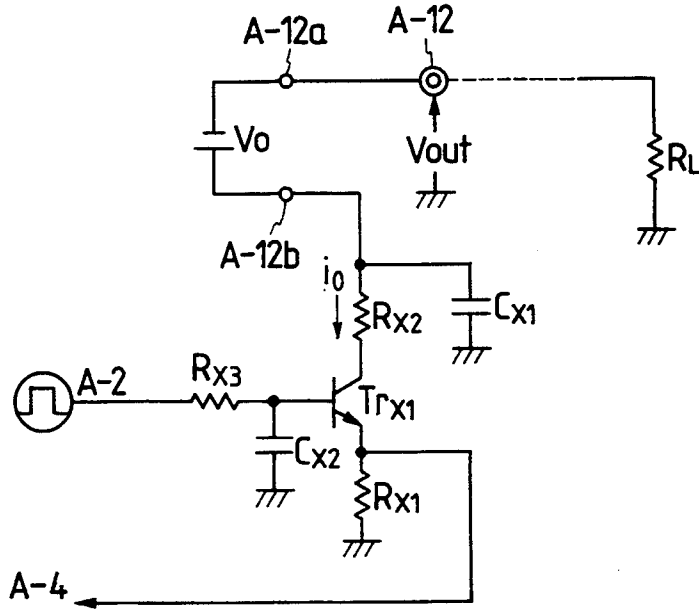 A-12a
A-12
Vo
Vout
RL
A-12b
i0
RX2
CX1
A-2
RX3
TrX1
CX2
RX1
A-4